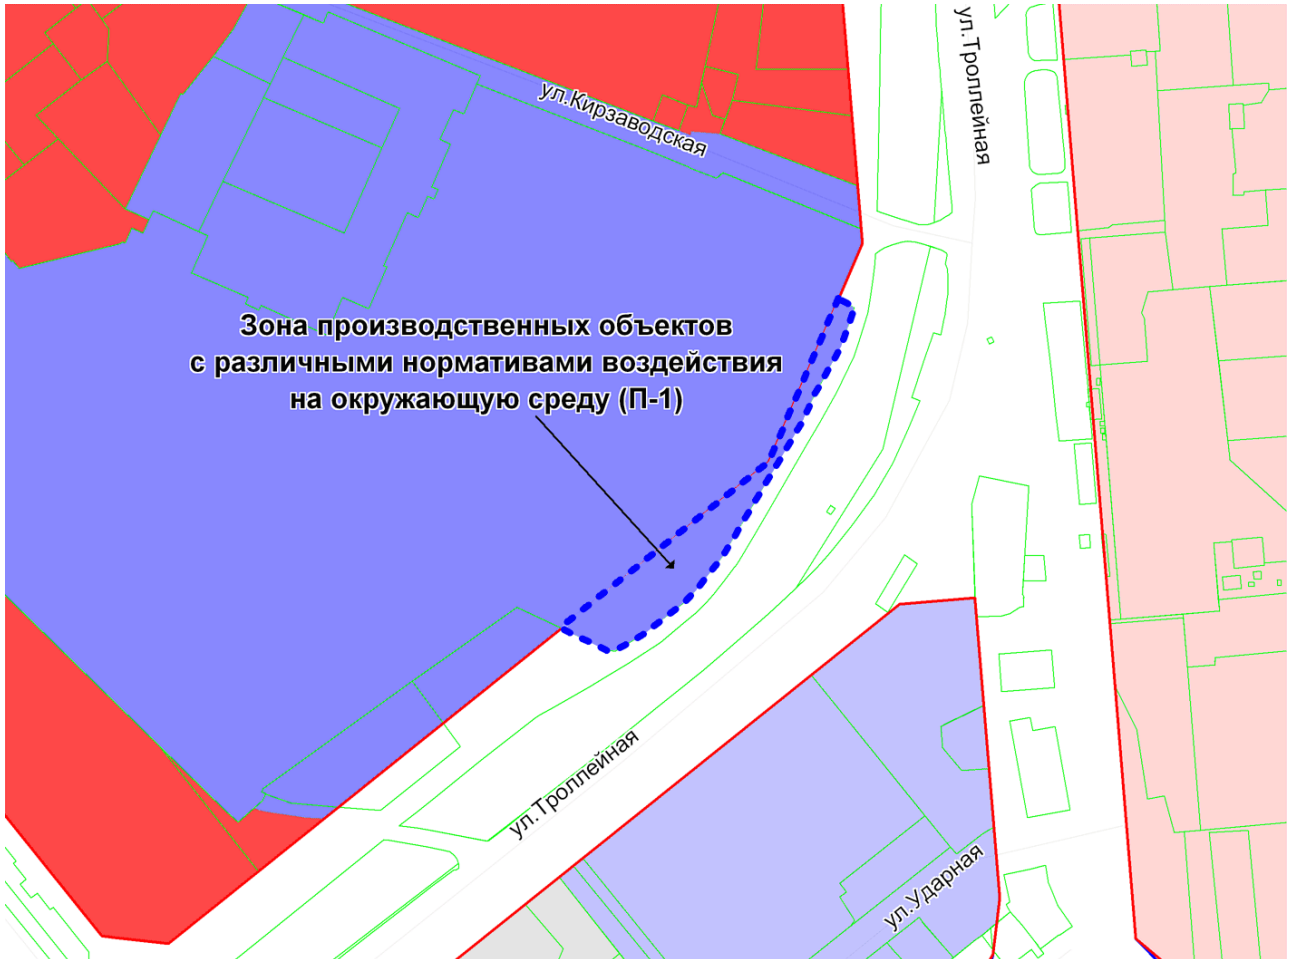 ул.Троллейная
ул.Кирзаводская
Зона производственных объектов
с различными нормативами воздействия
на окружающую среду (П-1)
ул.Троллейная
ул.Ударная